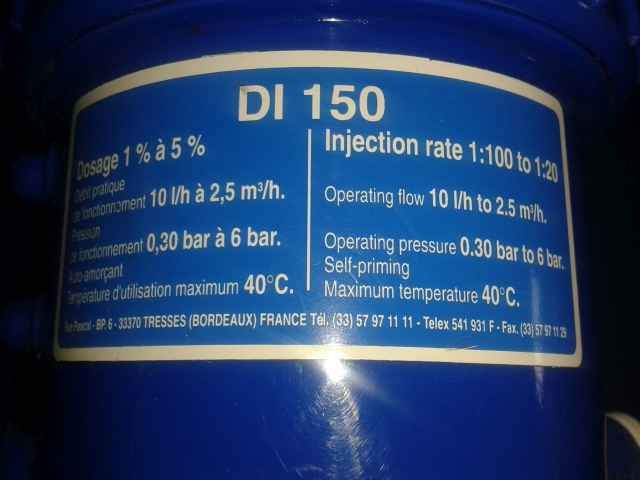 DI 150
Dosage 1 % à 5 %
Débit pratique
de fonctionnement 10 l/h à 2,5 m³/h.
Pression
de fonctionnement 0,30 bar à 6 bar.
Auto-amorçant
Température d'utilisation maximum 40°C.
Injection rate 1:100 to 1:20
Operating flow 10 l/h to 2.5 m³/h.
Operating pressure 0.30 bar to 6 bar.
Self-priming
Maximum temperature 40°C.
Rue Pascal - BP. 6 - 33370 TRESSES (BORDEAUX) FRANCE Tél. (33) 57 97 11 11 - Telex 541 931 F - Fax. (33) 57 97 11 29